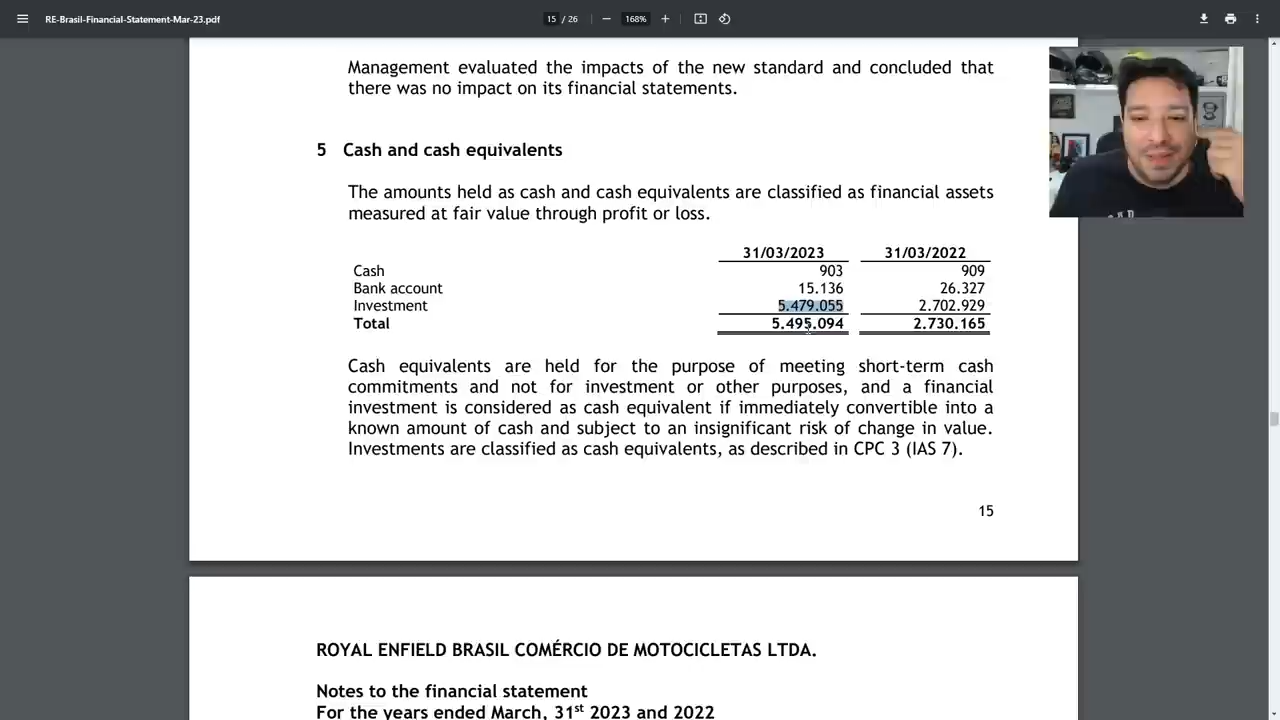 RE-Brasil-Financial-Statement-Mar-23.pdf
15 / 26
168%
Management evaluated the impacts of the new standard and concluded that
there was no impact on its financial statements.
5 Cash and cash equivalents
The amounts held as cash and cash equivalents are classified as financial assets
measured at fair value through profit or loss.
31/03/2023 31/03/2022
Cash 903 909
Bank account 15.136 26.327
Investment 5.479.055 2.702.929
Total 5.495.094 2.730.165
Cash equivalents are held for the purpose of meeting short-term cash
commitments and not for investment or other purposes, and a financial
investment is considered as cash equivalent if immediately convertible into a
known amount of cash and subject to an insignificant risk of change in value.
Investments are classified as cash equivalents, as described in CPC 3 (IAS 7).
15
ROYAL ENFIELD BRASIL COMÉRCIO DE MOTOCICLETAS LTDA.
Notes to the financial statement
For the years ended March, 31st 2023 and 2022